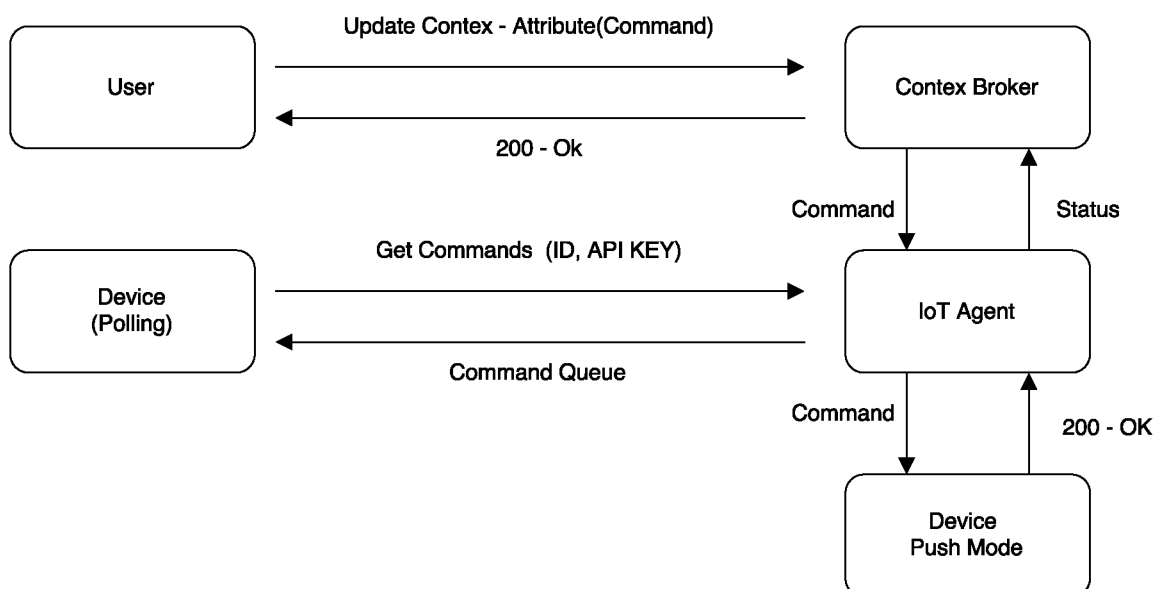 Update Contex - Attribute(Command)
User
Contex Broker
200 - Ok
Command
Status
Get Commands (ID, API KEY)
Device
(Polling)
IoT Agent
Command Queue
Command
200 - OK
Device
Push Mode